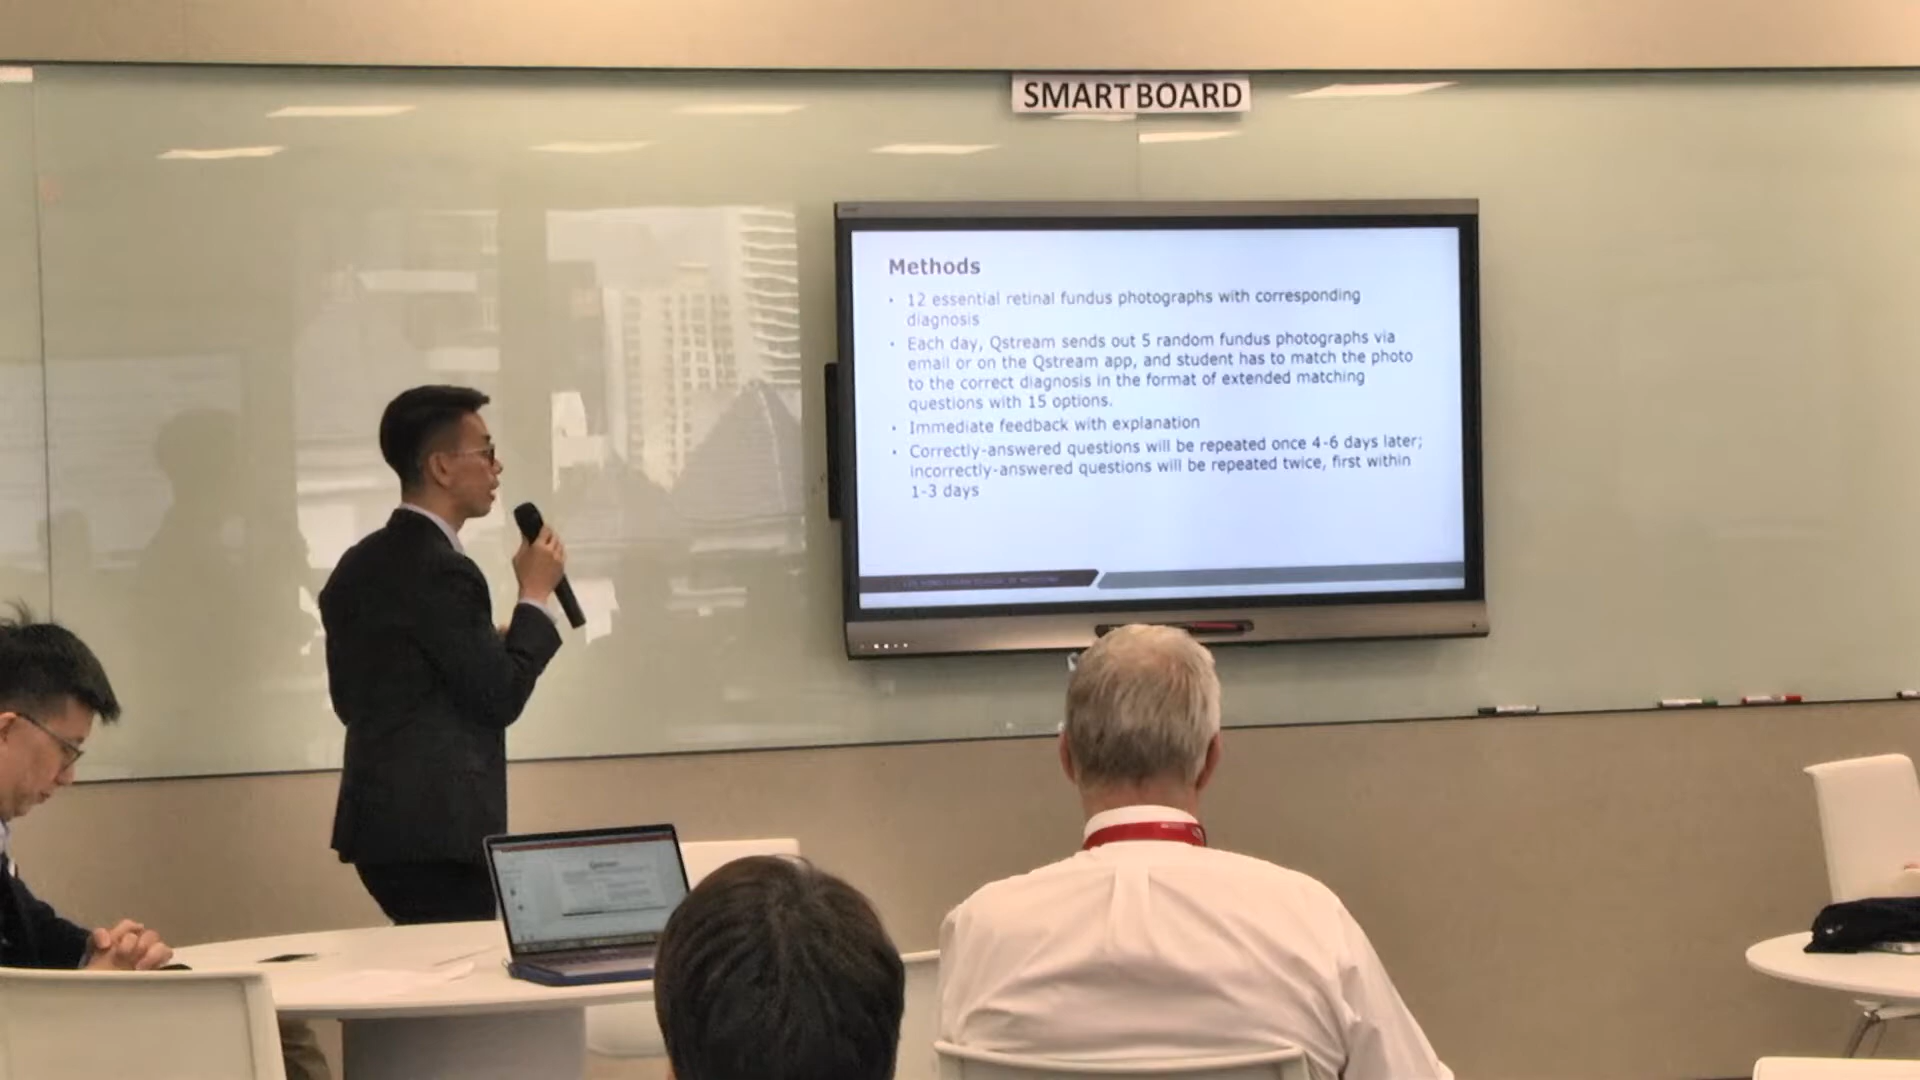 SMART BOARD
Methods
• 12 essential retinal fundus photographs with corresponding
diagnosis
• Each day, Qstream sends out 5 random fundus photographs via
email or on the Qstream app, and student has to match the photo
to the correct diagnosis in the format of extended matching
questions with 15 options.
• Immediate feedback with explanation
• Correctly-answered questions will be repeated once 4-6 days later;
incorrectly-answered questions will be repeated twice, first within
1-3 days